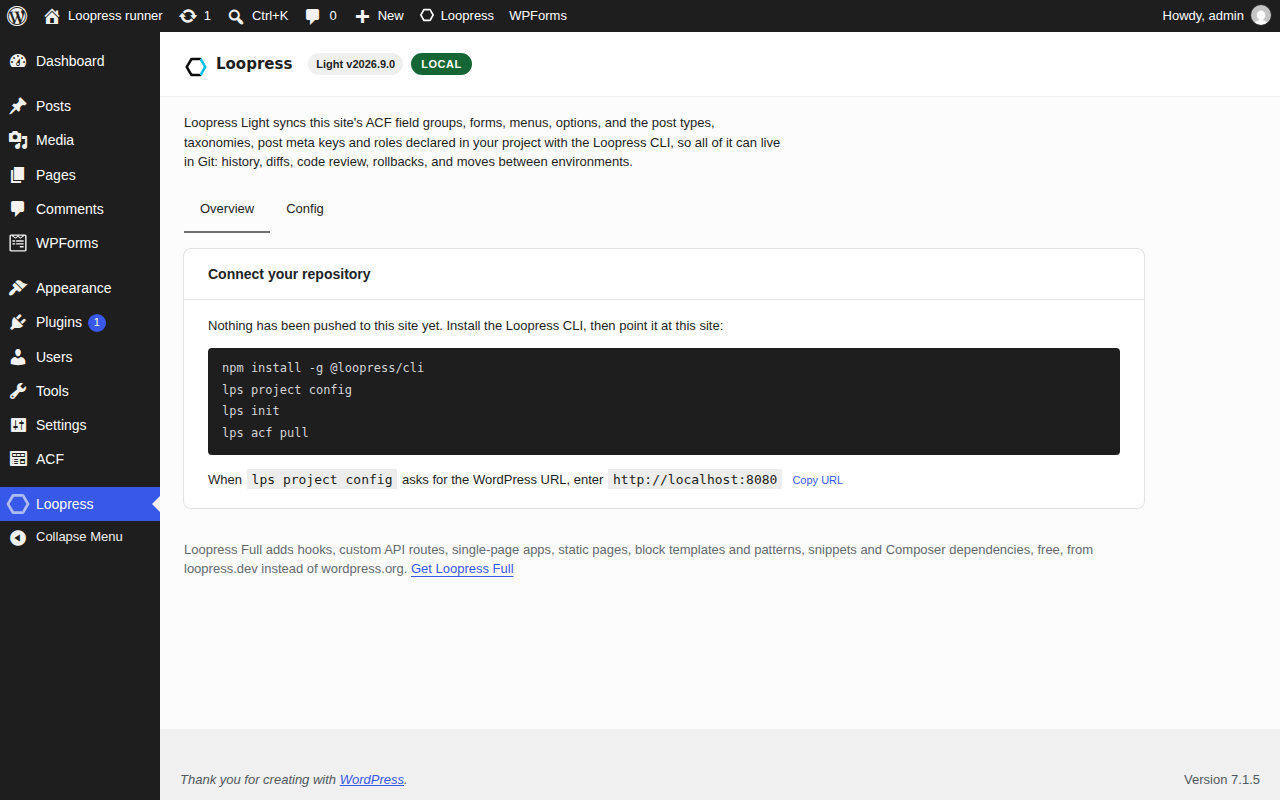 Loopress runner 1 Ctrl+K 0 New Loopress WPForms Howdy, admin
Dashboard
Posts
Media
Pages
Comments
WPForms
Appearance
Plugins 1
Users
Tools
Settings
ACF
Loopress
Collapse Menu
Loopress Light v2026.9.0 LOCAL
Loopress Light syncs this site's ACF field groups, forms, menus, options, and the post types,
taxonomies, post meta keys and roles declared in your project with the Loopress CLI, so all of it can live
in Git: history, diffs, code review, rollbacks, and moves between environments.
Overview Config
Connect your repository
Nothing has been pushed to this site yet. Install the Loopress CLI, then point it at this site:
npm install -g @loopress/cli
lps project config
lps init
lps acf pull
When lps project config asks for the WordPress URL, enter http://localhost:8080 Copy URL
Loopress Full adds hooks, custom API routes, single-page apps, static pages, block templates and patterns, snippets and Composer dependencies, free, from
loopress.dev instead of wordpress.org. Get Loopress Full
Thank you for creating with WordPress. Version 7.1.5